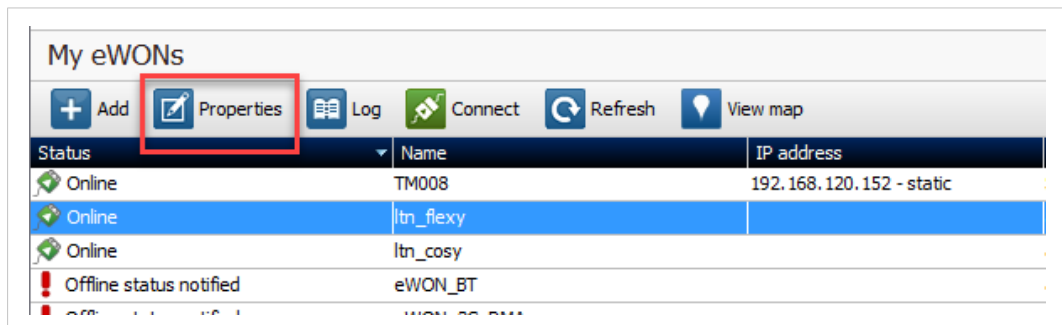 My eWONs
Add Properties Log Connect Refresh View map
Status Name IP address
Online TM008 192.168.120.152 - static
Online ltn_flexy
Online ltn_cosy
Offline status notified eWON_BT